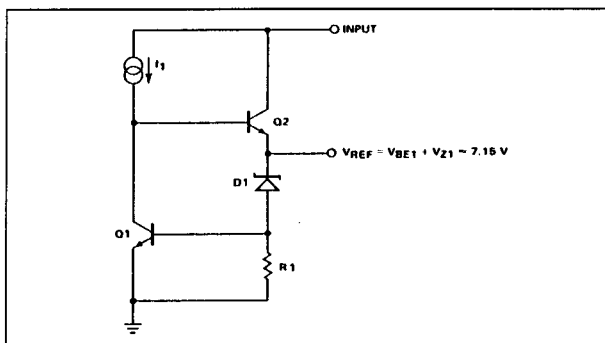 INPUT
I1
Q2
VREF = VBE1 + VZ1 ≈ 7.15 V
D1
Q1
R1